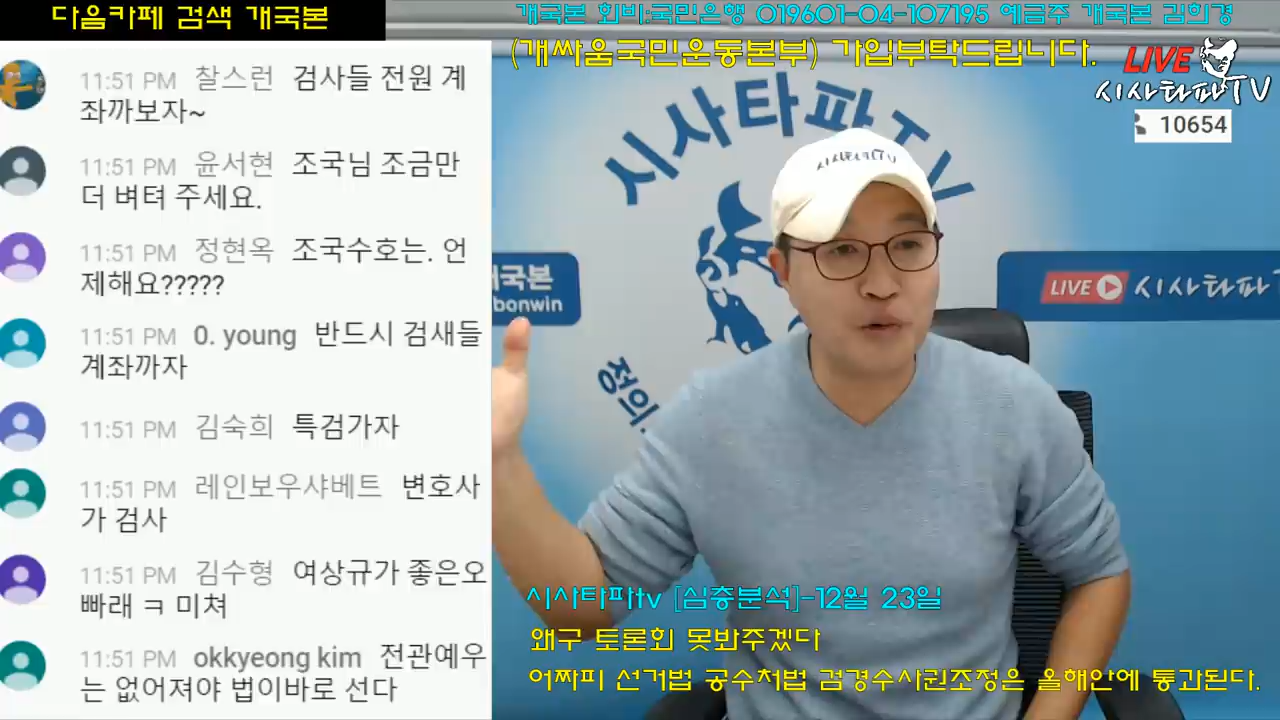 다음카페 검색 개국본
개국본 회비:국민은행 019601-04-107195 예금주 개국본 김희경
(개싸움국민운동본부) 가입부탁드립니다.
LIVE
시사타파TV
10654
11:51 PM 찰스런 검사들 전원 계
좌까보자~
11:51 PM 윤서현 조국님 조금만
더 벼텨 주세요.
11:51 PM 정현옥 조국수호는. 언
제해요?????
11:51 PM 0. young 반드시 검새들
계좌까자
11:51 PM 김숙희 특검가자
11:51 PM 레인보우샤베트 변호사
가 검사
11:51 PM 김수형 여상규가 좋은오
빠래 ㅋ 미쳐
11:51 PM okkyeong kim 전관예우
는 없어져야 법이바로 선다
시사타파TV
시사타파TV
정의.
개국본
bonwin
LIVE 시사타파T
시사타파tv [심층분석]-12월 23일
왜구 토론회 못봐주겠다
어짜피 선거법 공수처법 검경수사권조정은 올해안에 통과된다.